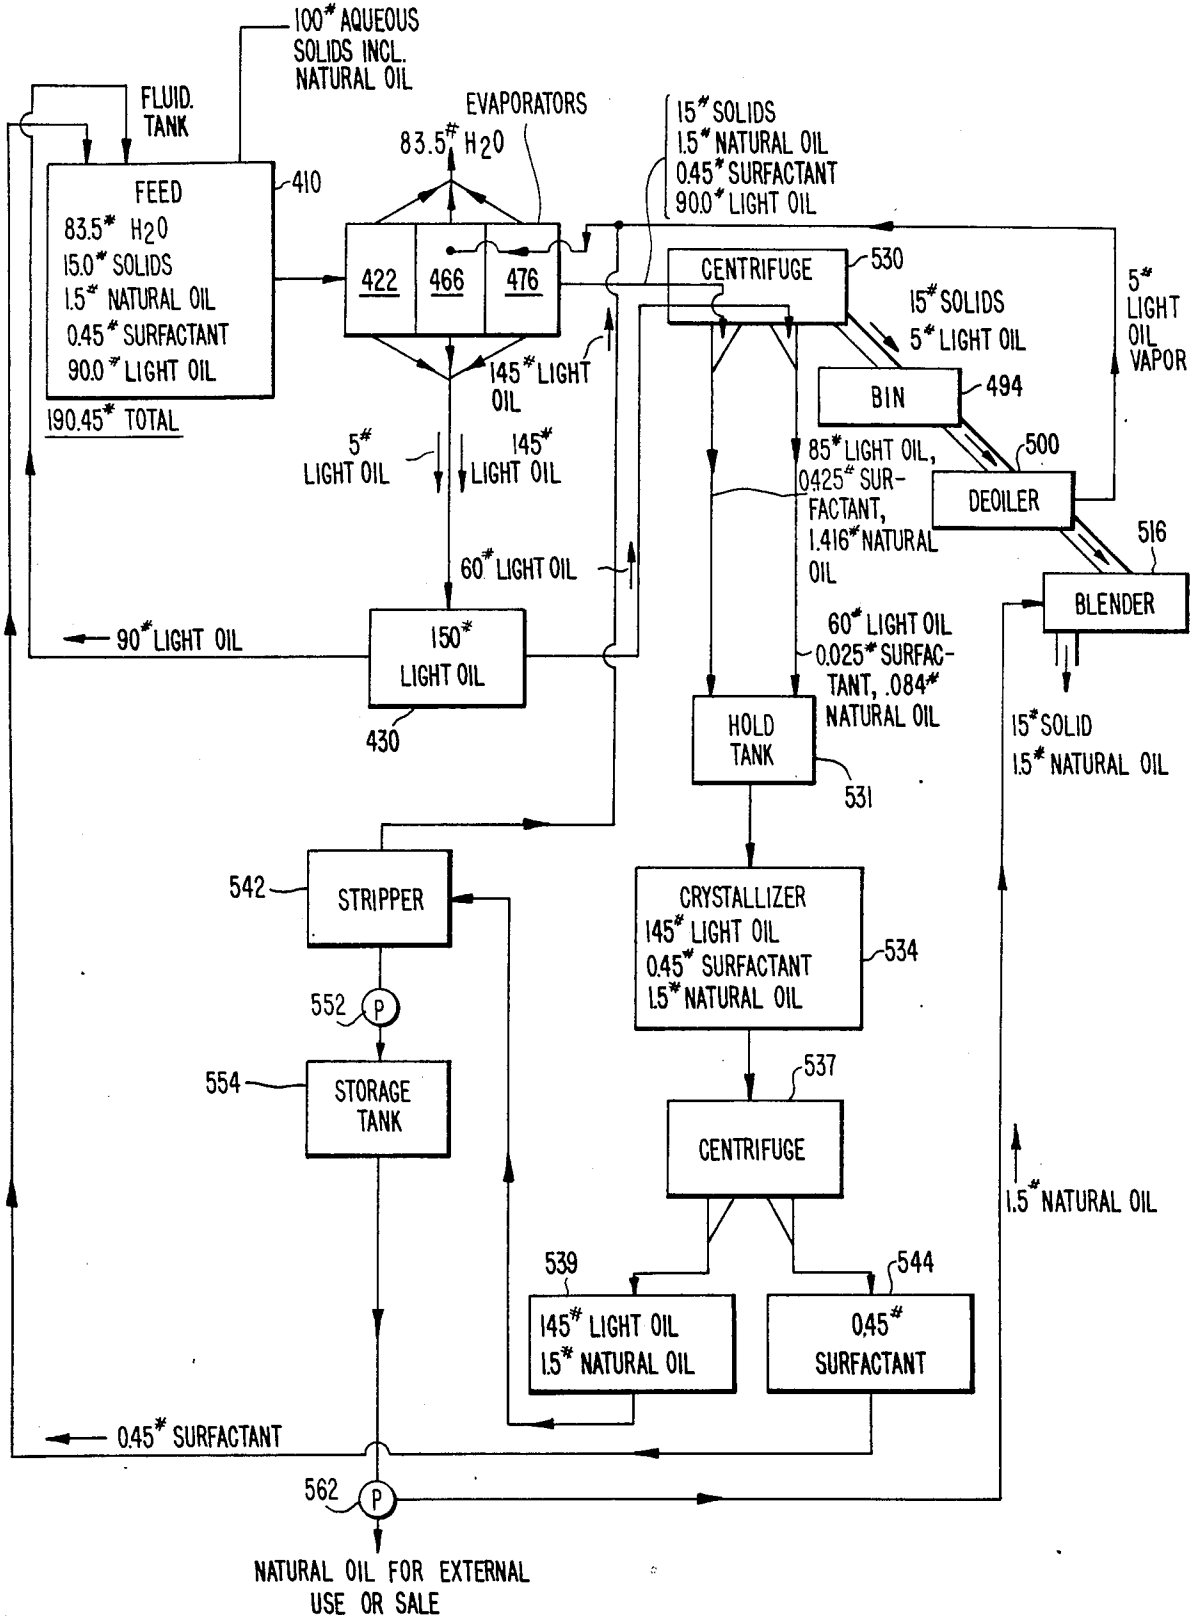 100# AQUEOUS
SOLIDS INCL.
NATURAL OIL
FLUID.
TANK
EVAPORATORS
83.5# H2O
15# SOLIDS
1.5# NATURAL OIL
0.45# SURFACTANT
90.0# LIGHT OIL
410
FEED
83.5# H2O
15.0# SOLIDS
1.5# NATURAL OIL
0.45# SURFACTANT
90.0# LIGHT OIL
190.45# TOTAL
422
466
476
CENTRIFUGE
530
15# SOLIDS
5# LIGHT OIL
5#
LIGHT
OIL
VAPOR
145# LIGHT
OIL
BIN
494
5#
LIGHT OIL
145#
LIGHT OIL
85# LIGHT OIL,
0.425# SUR-
FACTANT,
1.416# NATURAL
OIL
500
DEOILER
516
BLENDER
60# LIGHT OIL
90# LIGHT OIL
150#
LIGHT OIL
430
60# LIGHT OIL
0.025# SURFAC-
TANT, .084#
NATURAL OIL
HOLD
TANK
531
15# SOLID
1.5# NATURAL OIL
542
STRIPPER
CRYSTALLIZER
145# LIGHT OIL
0.45# SURFACTANT
1.5# NATURAL OIL
534
552
P
554
STORAGE
TANK
537
CENTRIFUGE
1.5# NATURAL OIL
539
145# LIGHT OIL
1.5# NATURAL OIL
544
0.45#
SURFACTANT
0.45# SURFACTANT
562
P
NATURAL OIL FOR EXTERNAL
USE OR SALE